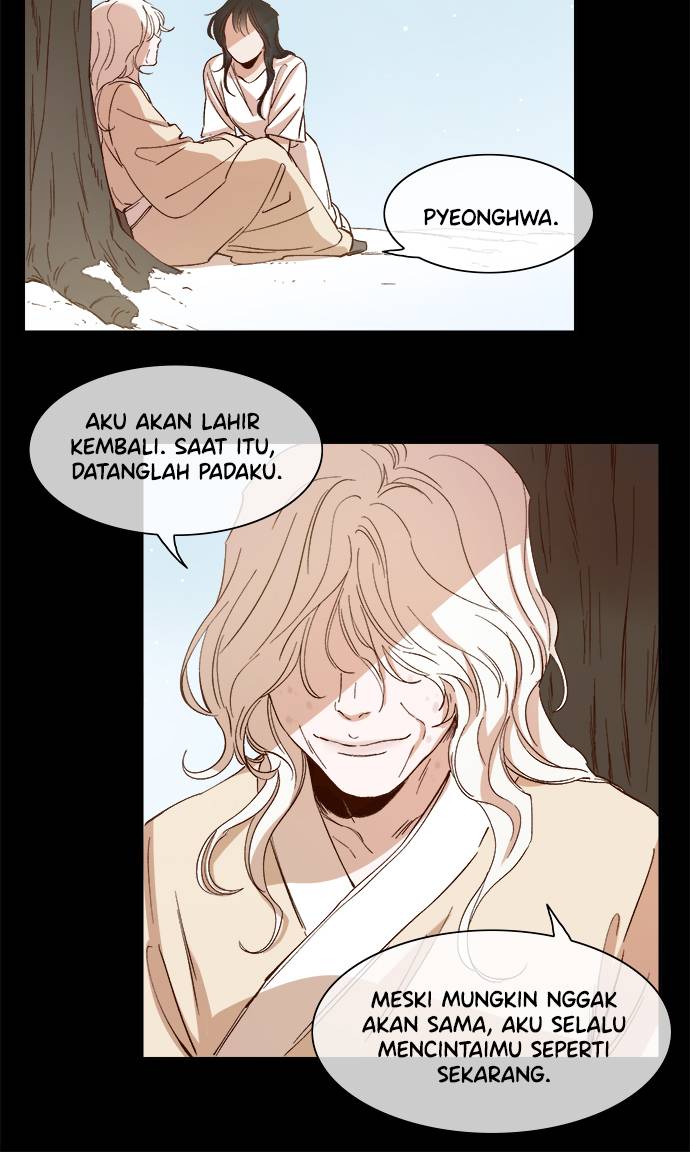 PYEONGHWA.
AKU AKAN LAHIR
KEMBALI. SAAT ITU,
DATANGLAH PADAKU.
MESKI MUNGKIN NGGAK
AKAN SAMA, AKU SELALU
MENCINTAIMU SEPERTI
SEKARANG.